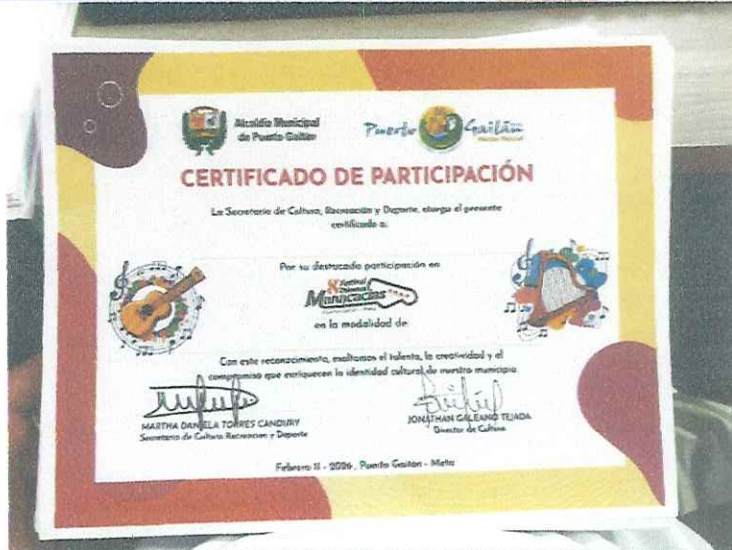 Alcaldía Municipal
de Puerto Gaitán
Puerto Gaitán
CERTIFICADO DE PARTICIPACIÓN
La Secretaria de Cultura, Recreación y Deporte, otorga el presente
certificado a:
Por su destacada participación en
Festival
Manacacías
en la modalidad de
Con este reconocimiento, exaltamos el talento, la creatividad y el
compromiso que enriquecen la identidad cultural de nuestro municipio
MARTHA DANIELA TORRES CANDURY
Secretaria de Cultura Recreacion y Deporte
JONATHAN GALEANO TEJADA
Director de Cultura
Febrero 11 - 2026, Puerto Gaitán - Meta